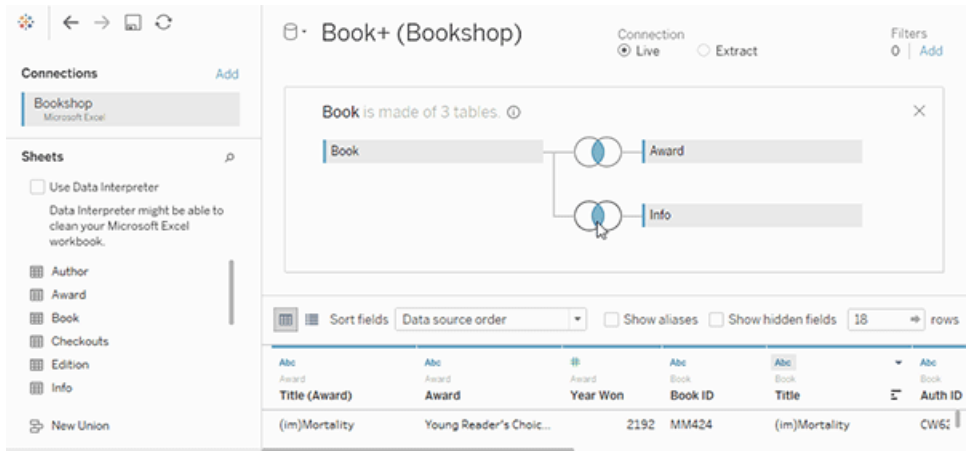 Book+ (Bookshop)
Connection
Live
Extract
Filters
0 | Add
Connections
Add
Bookshop
Microsoft Excel
Sheets
Use Data Interpreter
Data Interpreter might be able to
clean your Microsoft Excel
workbook.
Author
Award
Book
Checkouts
Edition
Info
New Union
Book is made of 3 tables.
Book
Award
Info
Sort fields Data source order Show aliases Show hidden fields 18 rows
Abc Abc # Abc Abc Abc
Award Award Award Book Book Book
Title (Award) Award Year Won Book ID Title Auth ID
(im)Mortality Young Reader's Choic... 2192 MM424 (im)Mortality